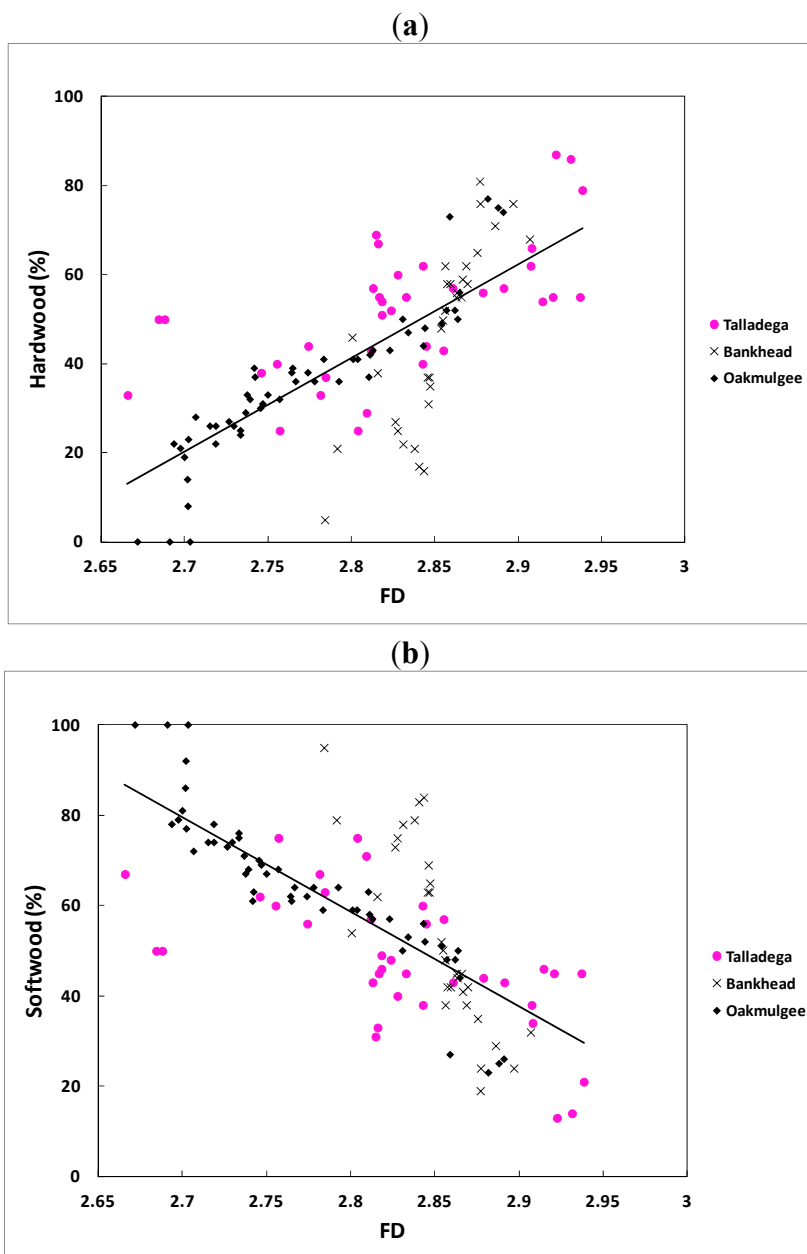 (a)
Hardwood (%)
100
80
60
40
20
0
2.65 2.7 2.75 2.8 2.85 2.9 2.95 3
FD
Talladega
Bankhead
Oakmulgee
(b)
Softwood (%)
100
80
60
40
20
0
2.65 2.7 2.75 2.8 2.85 2.9 2.95 3
FD
Talladega
Bankhead
Oakmulgee